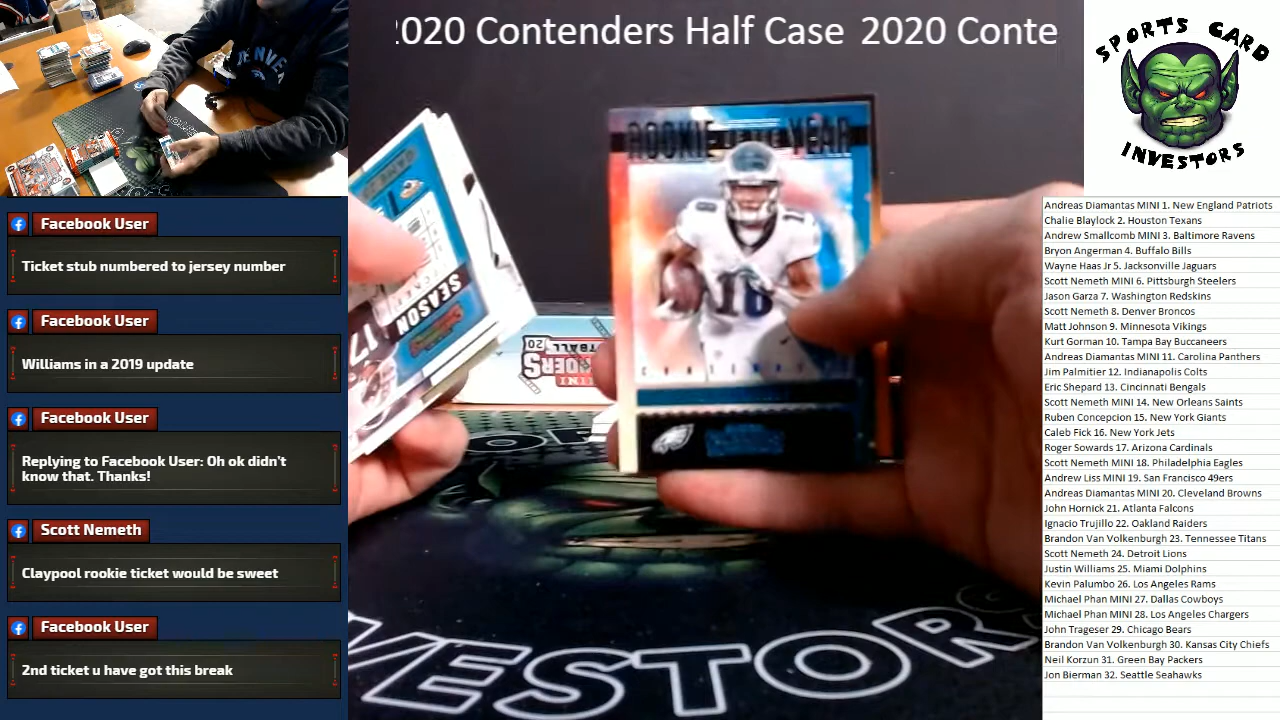 2020 Contenders Half Case 2020 Conte
SPORTS CARD
INVESTORS
DENVER
ROOKIE OF THE YEAR
18
SEASON
17
20
VESTORS
Facebook User
Ticket stub numbered to jersey number
Facebook User
Williams in a 2019 update
Facebook User
Replying to Facebook User: Oh ok didn't
know that. Thanks!
Scott Nemeth
Claypool rookie ticket would be sweet
Facebook User
2nd ticket u have got this break
Andreas Diamantas MINI 1. New England Patriots
Chalie Blaylock 2. Houston Texans
Andrew Smallcomb MINI 3. Baltimore Ravens
Bryon Angerman 4. Buffalo Bills
Wayne Haas Jr 5. Jacksonville Jaguars
Scott Nemeth MINI 6. Pittsburgh Steelers
Jason Garza 7. Washington Redskins
Scott Nemeth 8. Denver Broncos
Matt Johnson 9. Minnesota Vikings
Kurt Gorman 10. Tampa Bay Buccaneers
Andreas Diamantas MINI 11. Carolina Panthers
Jim Palmitier 12. Indianapolis Colts
Eric Shepard 13. Cincinnati Bengals
Scott Nemeth MINI 14. New Orleans Saints
Ruben Concepcion 15. New York Giants
Caleb Fick 16. New York Jets
Roger Sowards 17. Arizona Cardinals
Scott Nemeth MINI 18. Philadelphia Eagles
Andrew Liss MINI 19. San Francisco 49ers
Andreas Diamantas MINI 20. Cleveland Browns
John Hornick 21. Atlanta Falcons
Ignacio Trujillo 22. Oakland Raiders
Brandon Van Volkenburgh 23. Tennessee Titans
Scott Nemeth 24. Detroit Lions
Justin Williams 25. Miami Dolphins
Kevin Palumbo 26. Los Angeles Rams
Michael Phan MINI 27. Dallas Cowboys
Michael Phan MINI 28. Los Angeles Chargers
John Trageser 29. Chicago Bears
Brandon Van Volkenburgh 30. Kansas City Chiefs
Neil Korzun 31. Green Bay Packers
Jon Bierman 32. Seattle Seahawks